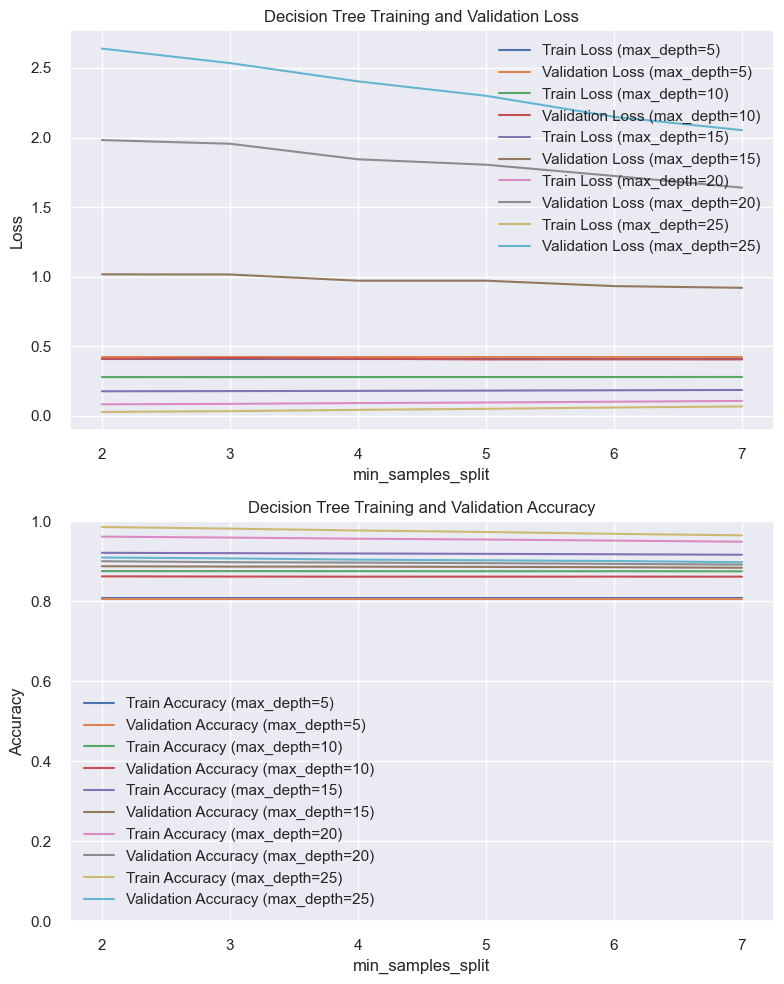 Decision Tree Training and Validation Loss
Loss
2.5
2.0
1.5
1.0
0.5
0.0
Train Loss (max_depth=5)
Validation Loss (max_depth=5)
Train Loss (max_depth=10)
Validation Loss (max_depth=10)
Train Loss (max_depth=15)
Validation Loss (max_depth=15)
Train Loss (max_depth=20)
Validation Loss (max_depth=20)
Train Loss (max_depth=25)
Validation Loss (max_depth=25)
2 3 4 5 6 7
min_samples_split
Decision Tree Training and Validation Accuracy
Accuracy
1.0
0.8
0.6
0.4
0.2
0.0
Train Accuracy (max_depth=5)
Validation Accuracy (max_depth=5)
Train Accuracy (max_depth=10)
Validation Accuracy (max_depth=10)
Train Accuracy (max_depth=15)
Validation Accuracy (max_depth=15)
Train Accuracy (max_depth=20)
Validation Accuracy (max_depth=20)
Train Accuracy (max_depth=25)
Validation Accuracy (max_depth=25)
2 3 4 5 6 7
min_samples_split